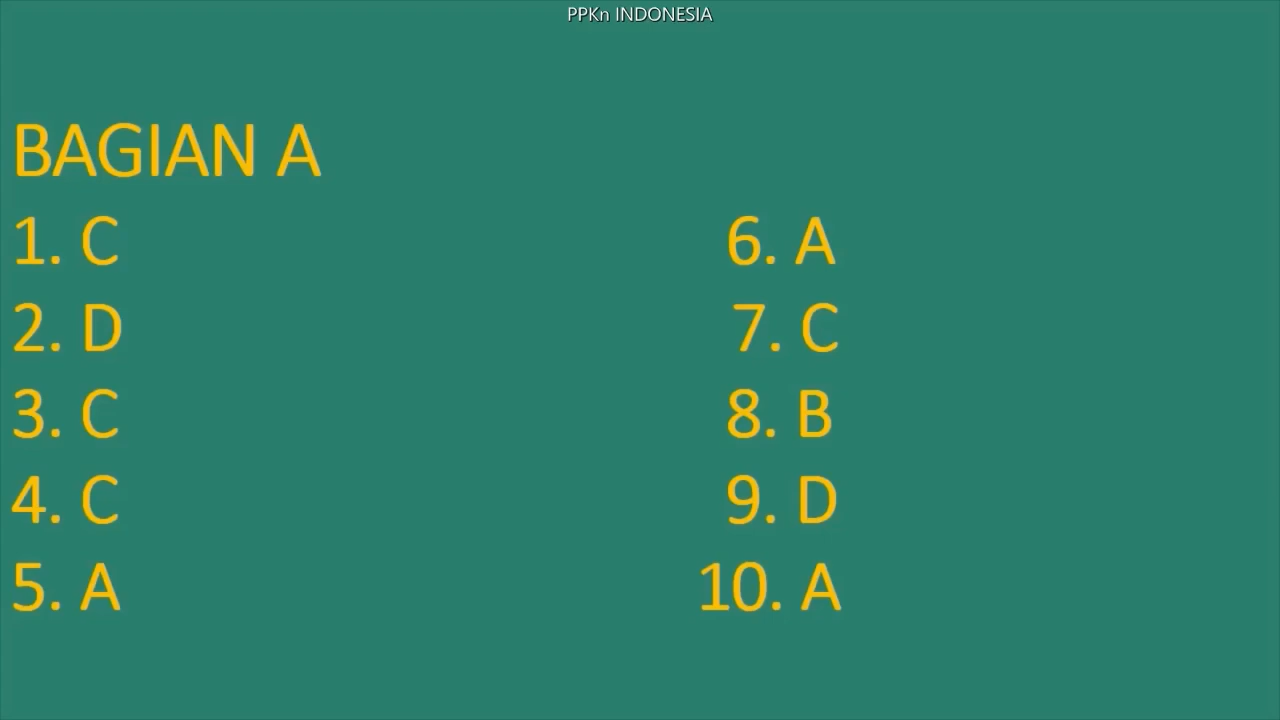 PPKn INDONESIA
BAGIAN A
1. C
2. D
3. C
4. C
5. A
6. A
7. C
8. B
9. D
10. A